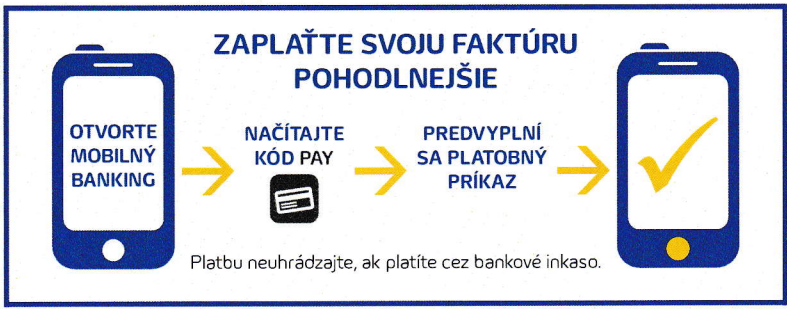 ZAPLAŤTE SVOJU FAKTÚRU
POHODLNEJŠIE
OTVORTE
MOBILNÝ
BANKING
NAČÍTAJTE
KÓD PAY
PREDVYPLNÍ
SA PLATOBNÝ
PRÍKAZ
Platbu neuhrádzajte, ak platíte cez bankové inkaso.